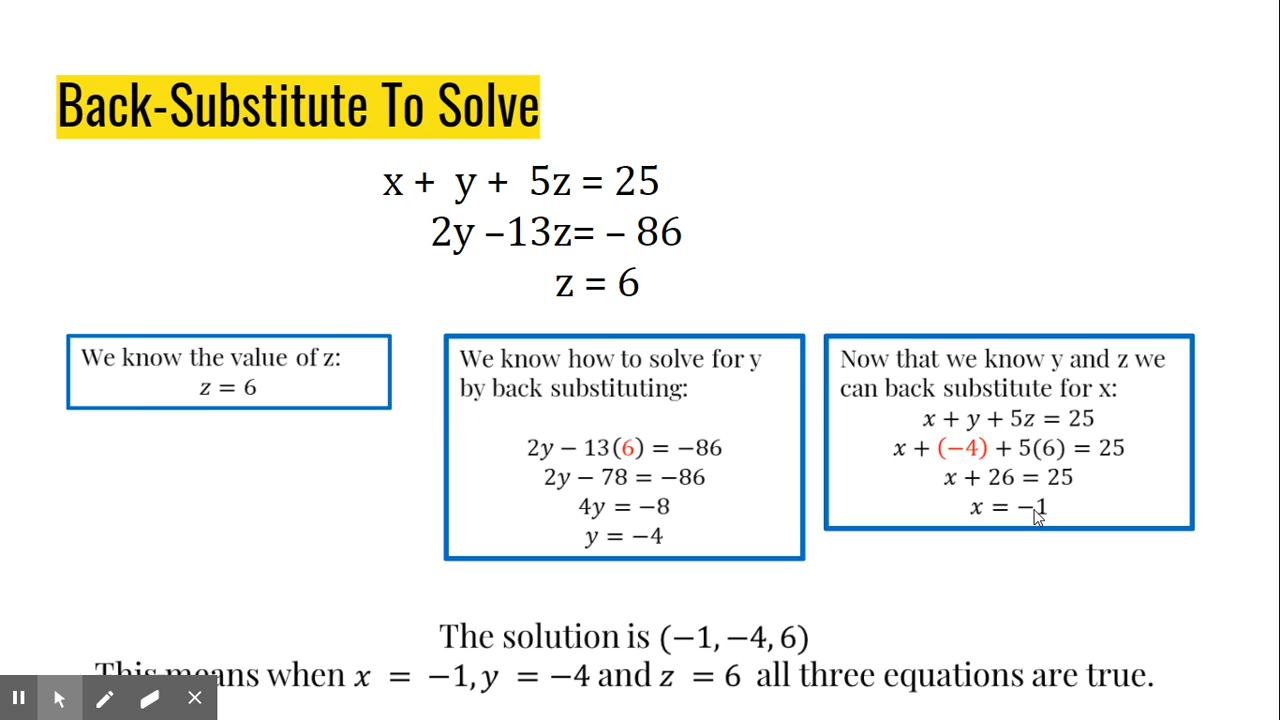 Back-Substitute To Solve
x + y + 5z = 25
2y –13z= – 86
z = 6
We know the value of z:
z = 6
We know how to solve for y
by back substituting:
2y − 13(6) = −86
2y − 78 = −86
4y = −8
y = −4
Now that we know y and z we
can back substitute for x:
x + y + 5z = 25
x + (−4) + 5(6) = 25
x + 26 = 25
x = −1
The solution is (−1, −4, 6)
This means when x = −1, y = −4 and z = 6 all three equations are true.